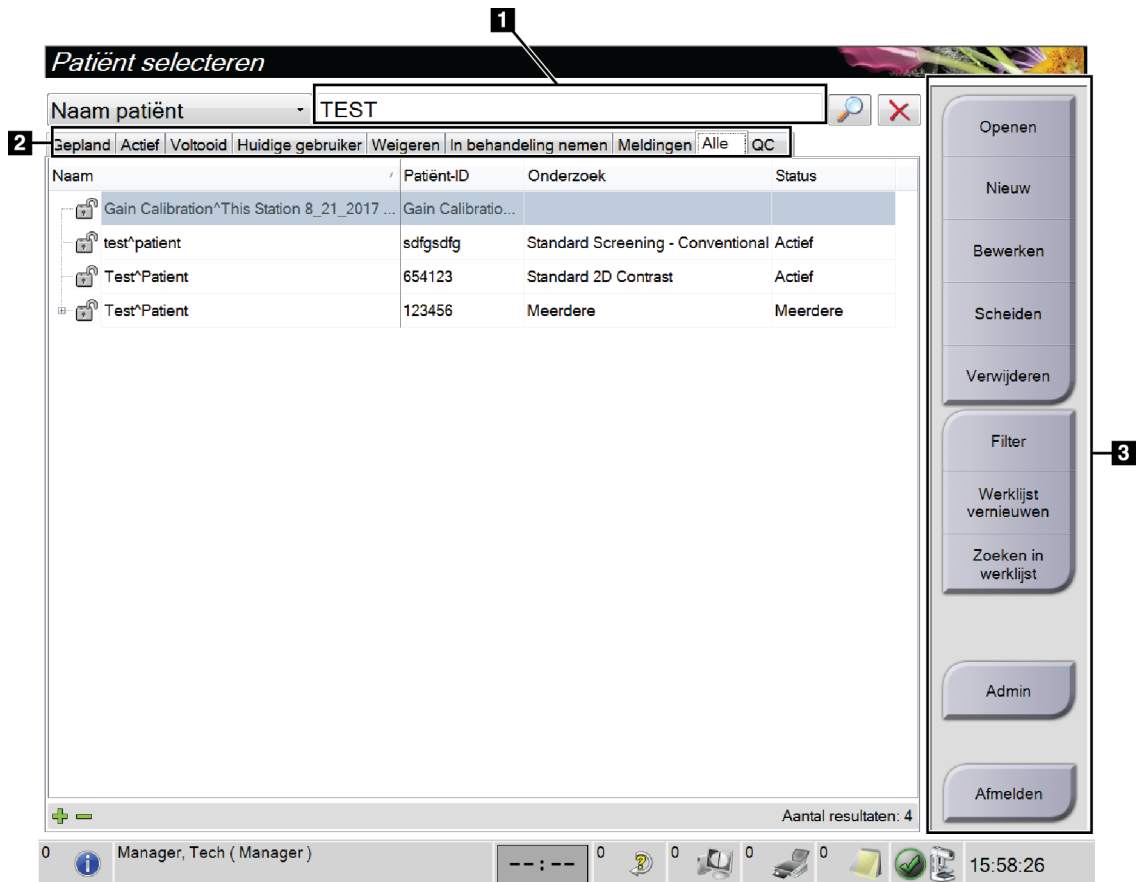 1
Patiënt selecteren
Naam patiënt TEST
2
Gepland Actief Voltooid Huidige gebruiker Weigeren In behandeling nemen Meldingen Alle QC
Naam Patiënt-ID Onderzoek Status
Gain Calibration^This Station 8_21_2017 ... Gain Calibratio...
test^patient sdfgsdfg Standard Screening - Conventional Actief
Test^Patient 654123 Standard 2D Contrast Actief
Test^Patient 123456 Meerdere Meerdere
Aantal resultaten: 4
Openen
Nieuw
Bewerken
Scheiden
Verwijderen
Filter
3
Werklijst
vernieuwen
Zoeken in
werklijst
Admin
Afmelden
0 Manager, Tech ( Manager ) --:-- 0 0 0 0 15:58:26